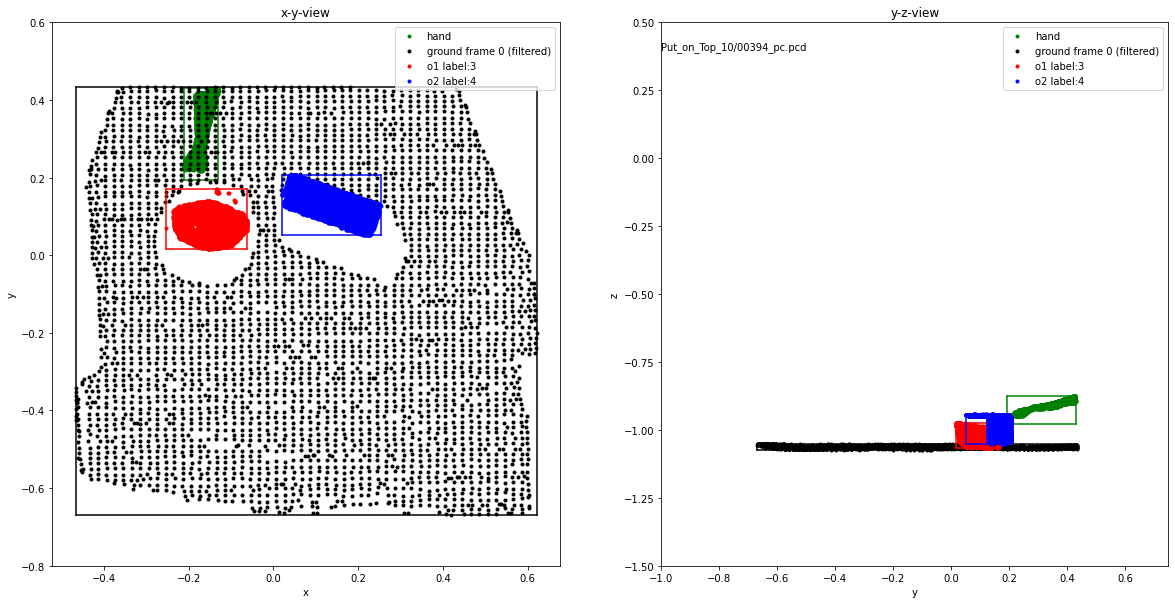 x-y-view
hand
ground frame 0 (filtered)
o1 label:3
o2 label:4
0.6
0.4
0.2
0.0
−0.2
−0.4
−0.6
−0.8
y
−0.4
−0.2
0.0
0.2
0.4
0.6
x
y-z-view
Put_on_Top_10/00394_pc.pcd
hand
ground frame 0 (filtered)
o1 label:3
o2 label:4
0.50
0.25
0.00
−0.25
−0.50
−0.75
−1.00
−1.25
−1.50
z
−1.0
−0.8
−0.6
−0.4
−0.2
0.0
0.2
0.4
0.6
y